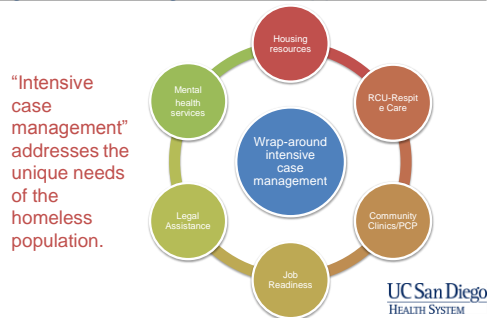 “Intensive
case
management”
addresses the
unique needs
of the
homeless
population.
Housing
resources
RCU-Respit
e Care
Community
Clinics/PCP
Job
Readiness
Legal
Assistance
Mental
health
services
Wrap-around
intensive
case
management
UC San Diego
HEALTH SYSTEM